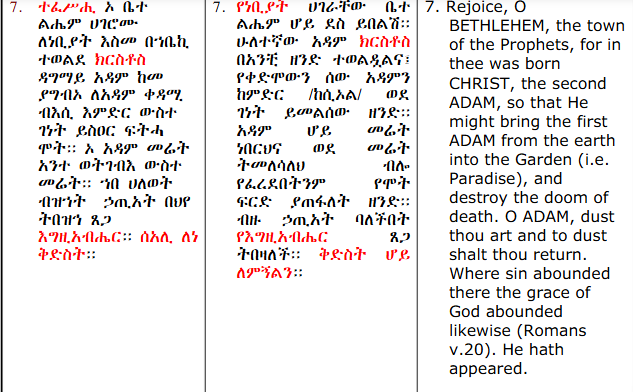 7. ተፈሥሒ ኦ ቤተ
ልሔም ሀገሮሙ
ለነቢያት እስመ በኀቤኪ
ተወልደ ክርስቶስ
ዳግማይ አዳም ከመ
ያግብኦ ለአዳም ቀዳሚ
ብእሲ እምድር ውስተ
ገነት ይስዐር ፍትሓ
ሞት። ኦ አዳም መሬት
አንተ ወትገብእ ውስተ
መሬት። ኀበ ሀለወት
ብዝኀት ኃጢአት በህየ
ትበዝኅ ጸጋ
እግዚአብሔር። ሰአሊ ለነ
ቅድስት።
7. የነቢያት ሀገራቸው ቤተ
ልሔም ሆይ ደስ ይበልሽ።
ሁለተኛው አዳም ክርስቶስ
በአንቺ ዘንድ ተወልዷልና፤
የቀድሞውን ሰው አዳምን
ከምድር /ከሲኦል/ ወደ
ገነት ይመልሰው ዘንድ።
አዳም ሆይ መሬት
ነበርህና ወደ መሬት
ትመለሳለህ ብሎ
የፈረደበትንም የሞት
ፍርድ ያጠፋለት ዘንድ።
ብዙ ኃጢአት ባለችበት
የእግዚአብሔር ጸጋ
ትበዛለች። ቅድስት ሆይ
ለምኝልን።
7. Rejoice, O
BETHLEHEM, the town
of the Prophets, for in
thee was born
CHRIST, the second
ADAM, so that He
might bring the first
ADAM from the earth
into the Garden (i.e.
Paradise), and
destroy the doom of
death. O ADAM, dust
thou art and to dust
shalt thou return.
Where sin abounded
there the grace of
God abounded
likewise (Romans
v.20). He hath
appeared.